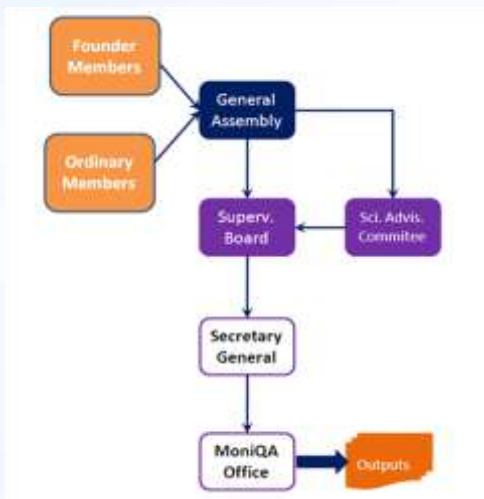 Founder
Members
General
Assembly
Ordinary
Members
Superv.
Board
Sci. Advis.
Commitee
Secretary
General
MoniQA
Office
Outputs